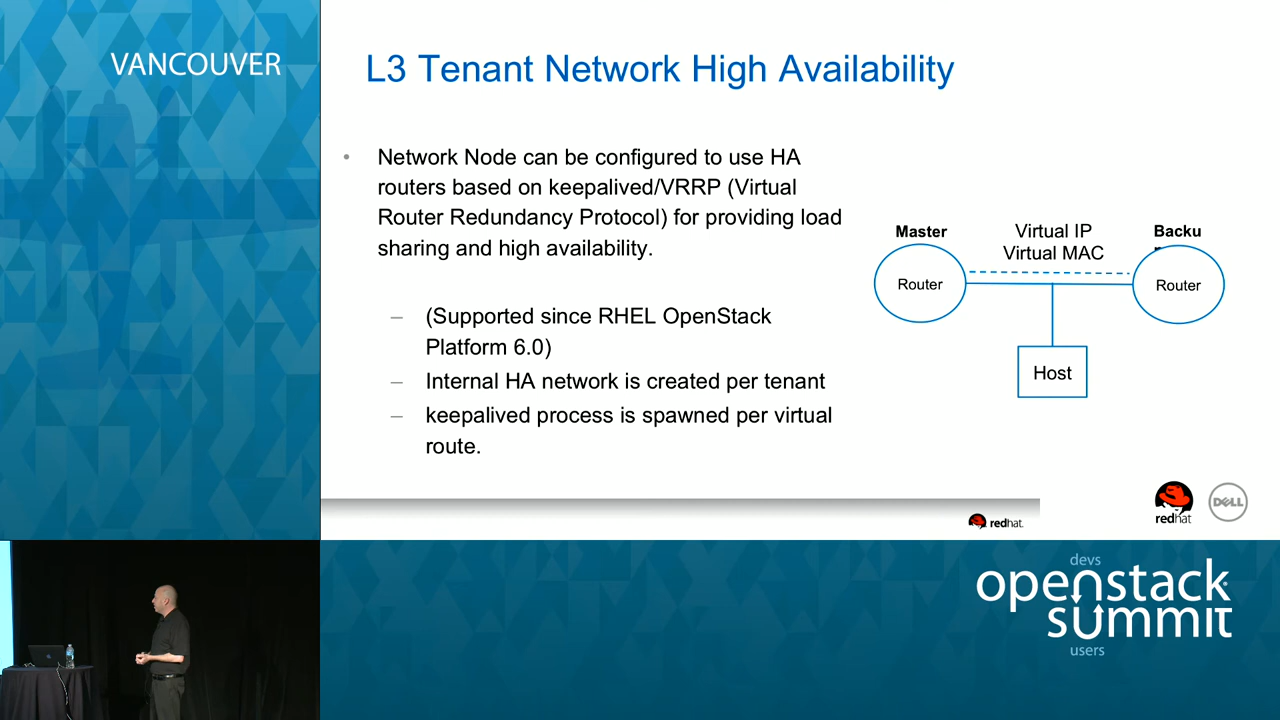 VANCOUVER
L3 Tenant Network High Availability
• Network Node can be configured to use HA
routers based on keepalived/VRRP (Virtual
Router Redundancy Protocol) for providing load
sharing and high availability.
– (Supported since RHEL OpenStack
Platform 6.0)
– Internal HA network is created per tenant
– keepalived process is spawned per virtual
route.
Master
Virtual IP
Virtual MAC
Backu
Router
Router
Host
redhat.
redhat
DELL
devs
openstack
summit
users